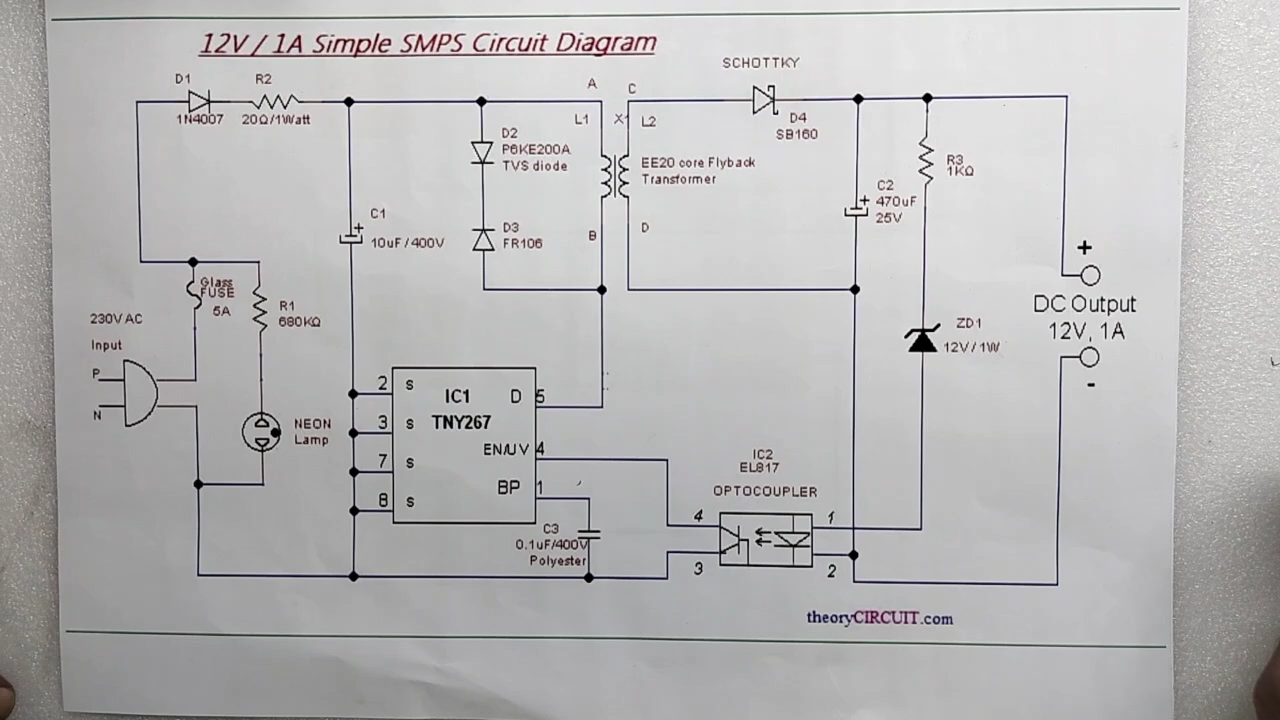 12V / 1A Simple SMPS Circuit Diagram
D1
1N4007
R2
20Ω/1Watt
A
L1
X1
C
L2
SCHOTTKY
D4
SB160
D2
P6KE200A
TVS diode
EE20 core Flyback
Transformer
R3
1KΩ
C2
+
470uF
25V
C1
+
10uF/400V
D3
FR106
B
D
+
DC Output
12V, 1A
-
Glass
FUSE
5A
R1
680KΩ
230V AC
Input
P
N
ZD1
12V/1W
NEON
Lamp
IC1
TNY267
2 S
3 S
7 S
8 S
D 5
EN/UV 4
BP 1
C3
0.1uF/400V
Polyester
IC2
EL817
OPTOCOUPLER
4
3
1
2
theoryCIRCUIT.com